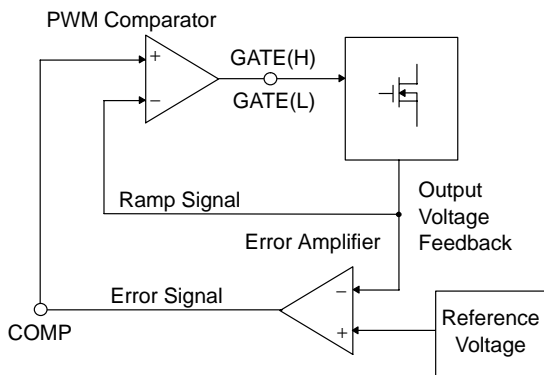 PWM Comparator
+
−
GATE(H)
GATE(L)
Ramp Signal
Output
Voltage
Feedback
Error Amplifier
−
+
Error Signal
COMP
Reference
Voltage